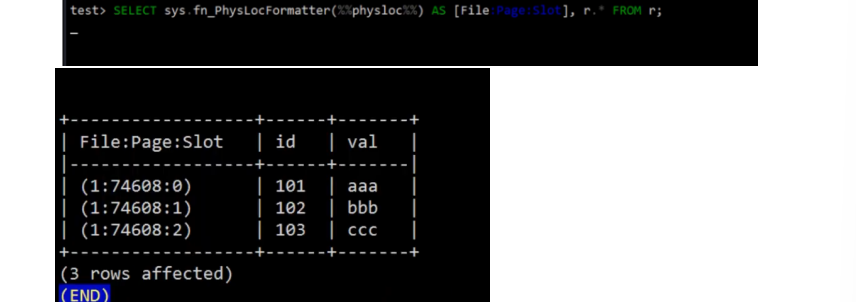 test> SELECT sys.fn_PhysLocFormatter(%%physloc%%) AS [File:Page:Slot], r.* FROM r;
_
+------------------+------+-------+
| File:Page:Slot   | id   | val   |
|------------------+------+-------|
| (1:74608:0)      | 101  | aaa   |
| (1:74608:1)      | 102  | bbb   |
| (1:74608:2)      | 103  | ccc   |
+------------------+------+-------+
(3 rows affected)
(END)